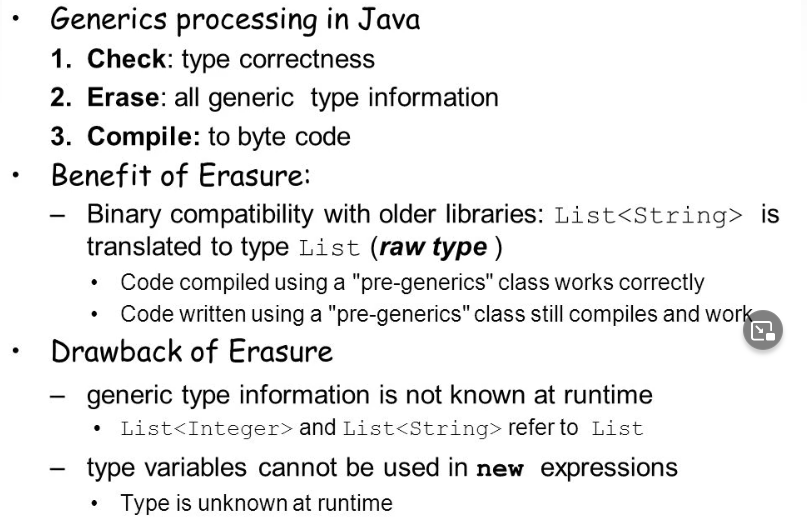 • Generics processing in Java
1. Check: type correctness
2. Erase: all generic type information
3. Compile: to byte code
• Benefit of Erasure:
– Binary compatibility with older libraries: List<String> is
translated to type List (raw type )
• Code compiled using a "pre-generics" class works correctly
• Code written using a "pre-generics" class still compiles and work
• Drawback of Erasure
– generic type information is not known at runtime
• List<Integer> and List<String> refer to List
– type variables cannot be used in new expressions
• Type is unknown at runtime